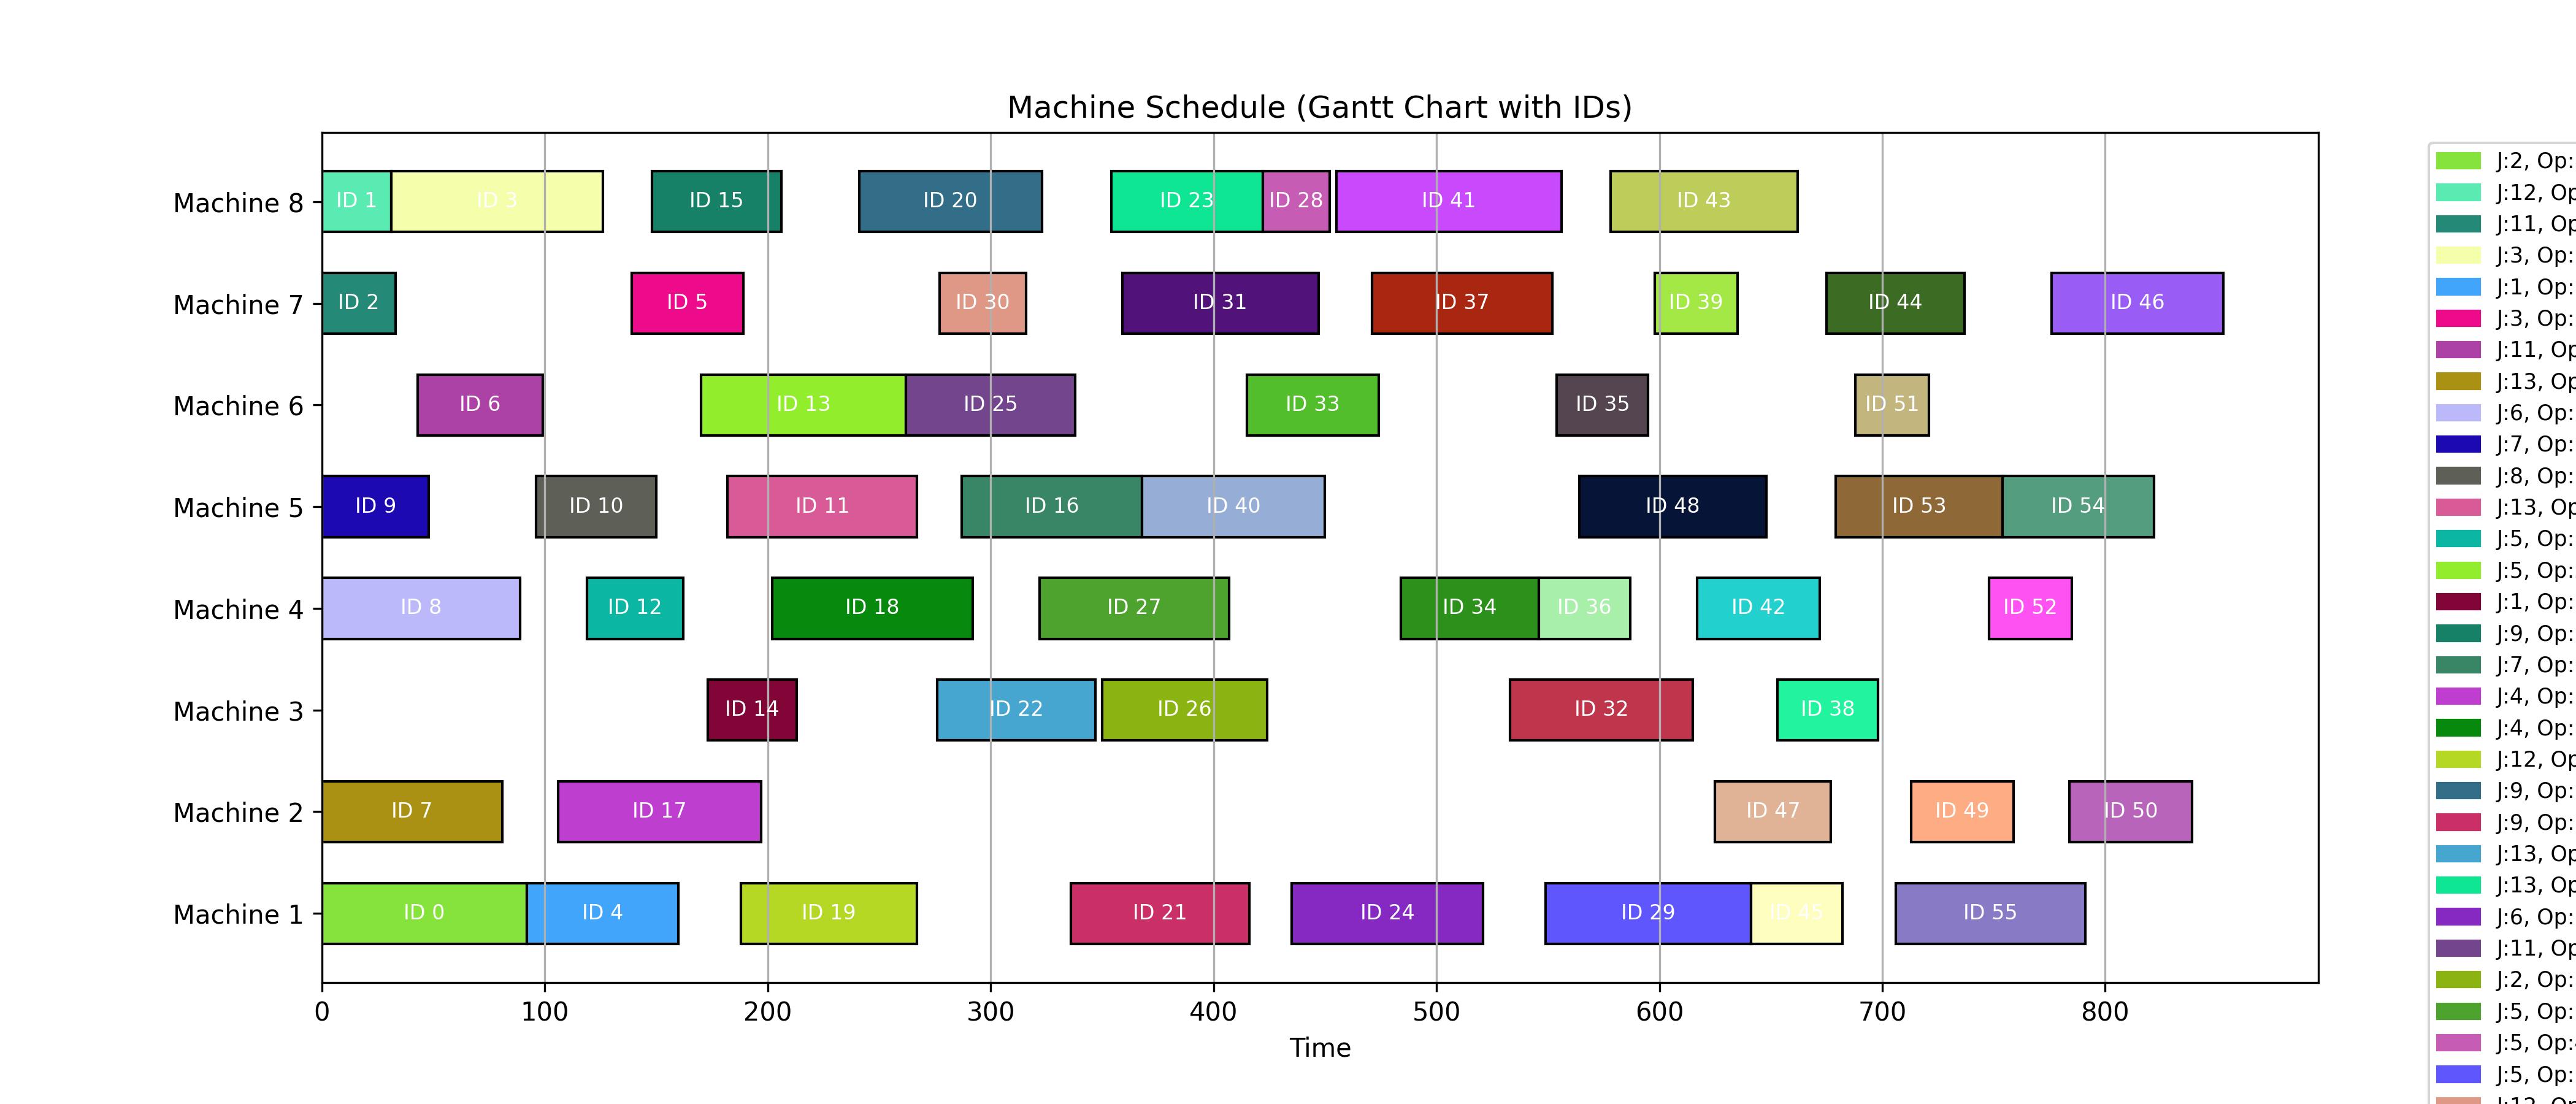 Machine Schedule (Gantt Chart with IDs)
Machine 8
ID 1 ID 3 ID 15 ID 20 ID 23 ID 28 ID 41 ID 43
Machine 7
ID 2 ID 5 ID 30 ID 31 ID 37 ID 39 ID 44 ID 46
Machine 6
ID 6 ID 13 ID 25 ID 33 ID 35 ID 51
Machine 5
ID 9 ID 10 ID 11 ID 16 ID 40 ID 48 ID 53 ID 54
Machine 4
ID 8 ID 12 ID 18 ID 27 ID 34 ID 36 ID 42 ID 52
Machine 3
ID 14 ID 22 ID 26 ID 32 ID 38
Machine 2
ID 7 ID 17 ID 47 ID 49 ID 50
Machine 1
ID 0 ID 4 ID 19 ID 21 ID 24 ID 29 ID 45 ID 55
0 100 200 300 400 500 600 700 800
Time
J:2, Op:
J:12, Op
J:11, Op
J:3, Op:
J:1, Op:
J:3, Op:
J:11, Op
J:13, Op
J:6, Op:
J:7, Op:
J:8, Op:
J:13, Op
J:5, Op:
J:5, Op:
J:1, Op:
J:9, Op:
J:7, Op:
J:4, Op:
J:4, Op:
J:12, Op
J:9, Op:
J:9, Op:
J:13, Op
J:13, Op
J:6, Op:
J:11, Op
J:2, Op:
J:5, Op:
J:5, Op:
J:5, Op: